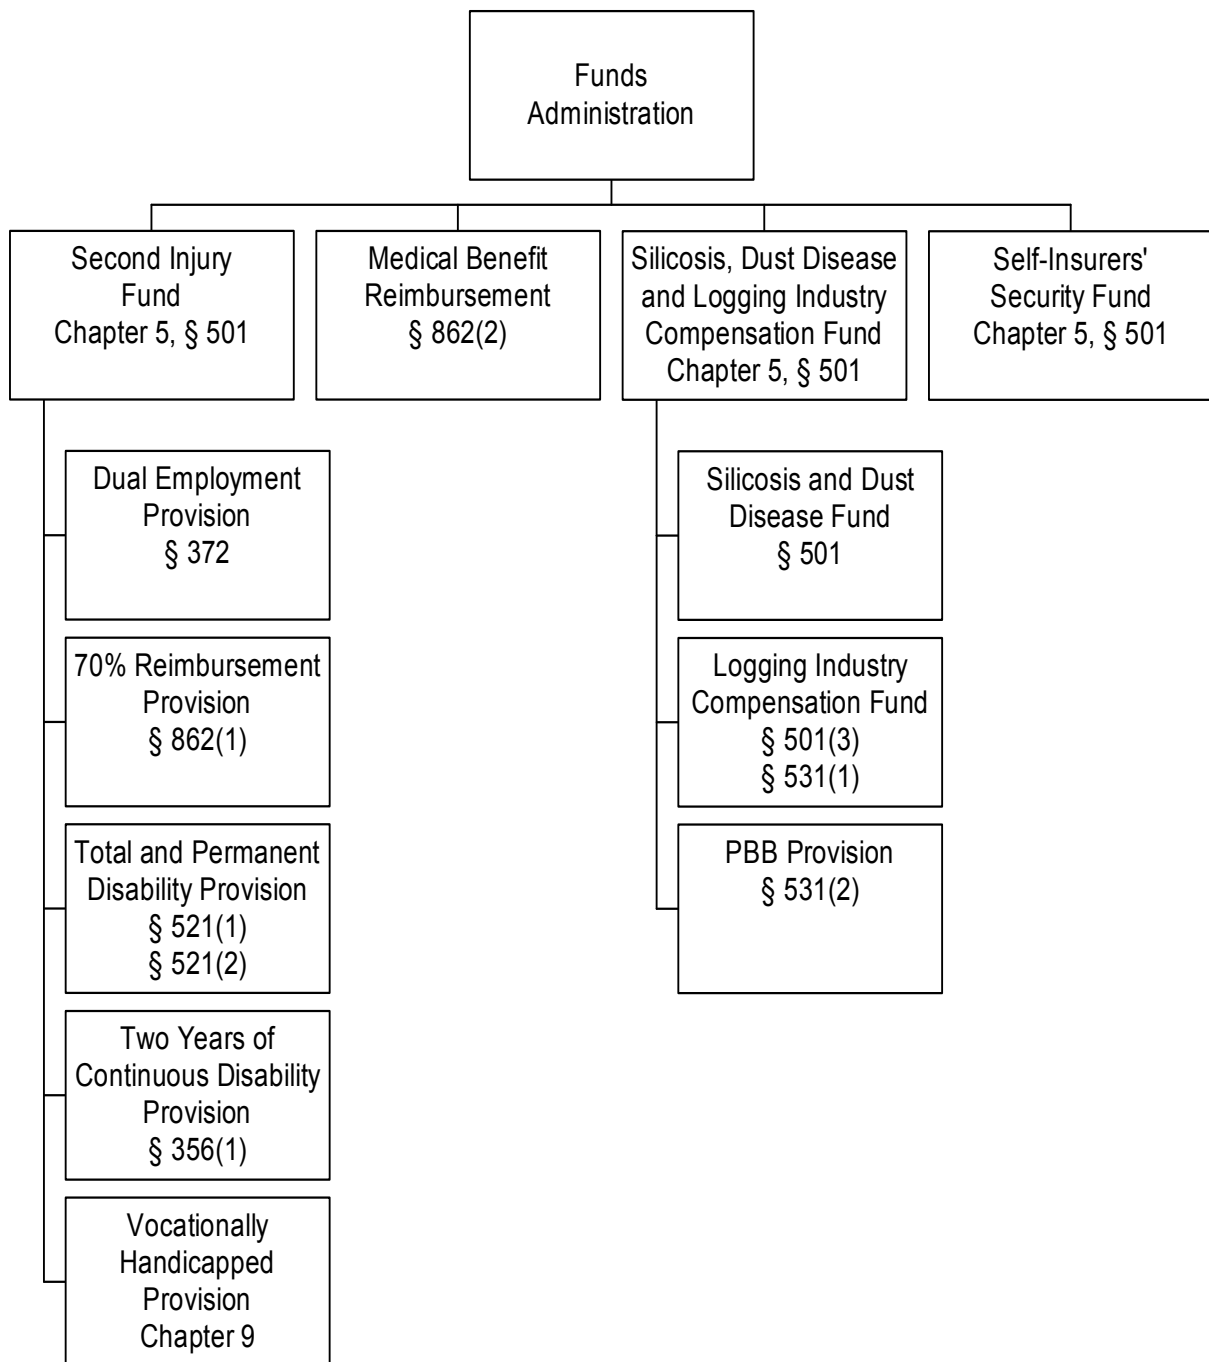 Funds
Administration
Second Injury
Fund
Chapter 5, § 501
Medical Benefit
Reimbursement
§ 862(2)
Silicosis, Dust Disease
and Logging Industry
Compensation Fund
Chapter 5, § 501
Self-Insurers'
Security Fund
Chapter 5, § 501
Dual Employment
Provision
§ 372
70% Reimbursement
Provision
§ 862(1)
Total and Permanent
Disability Provision
§ 521(1)
§ 521(2)
Two Years of
Continuous Disability
Provision
§ 356(1)
Vocationally
Handicapped
Provision
Chapter 9
Silicosis and Dust
Disease Fund
§ 501
Logging Industry
Compensation Fund
§ 501(3)
§ 531(1)
PBB Provision
§ 531(2)